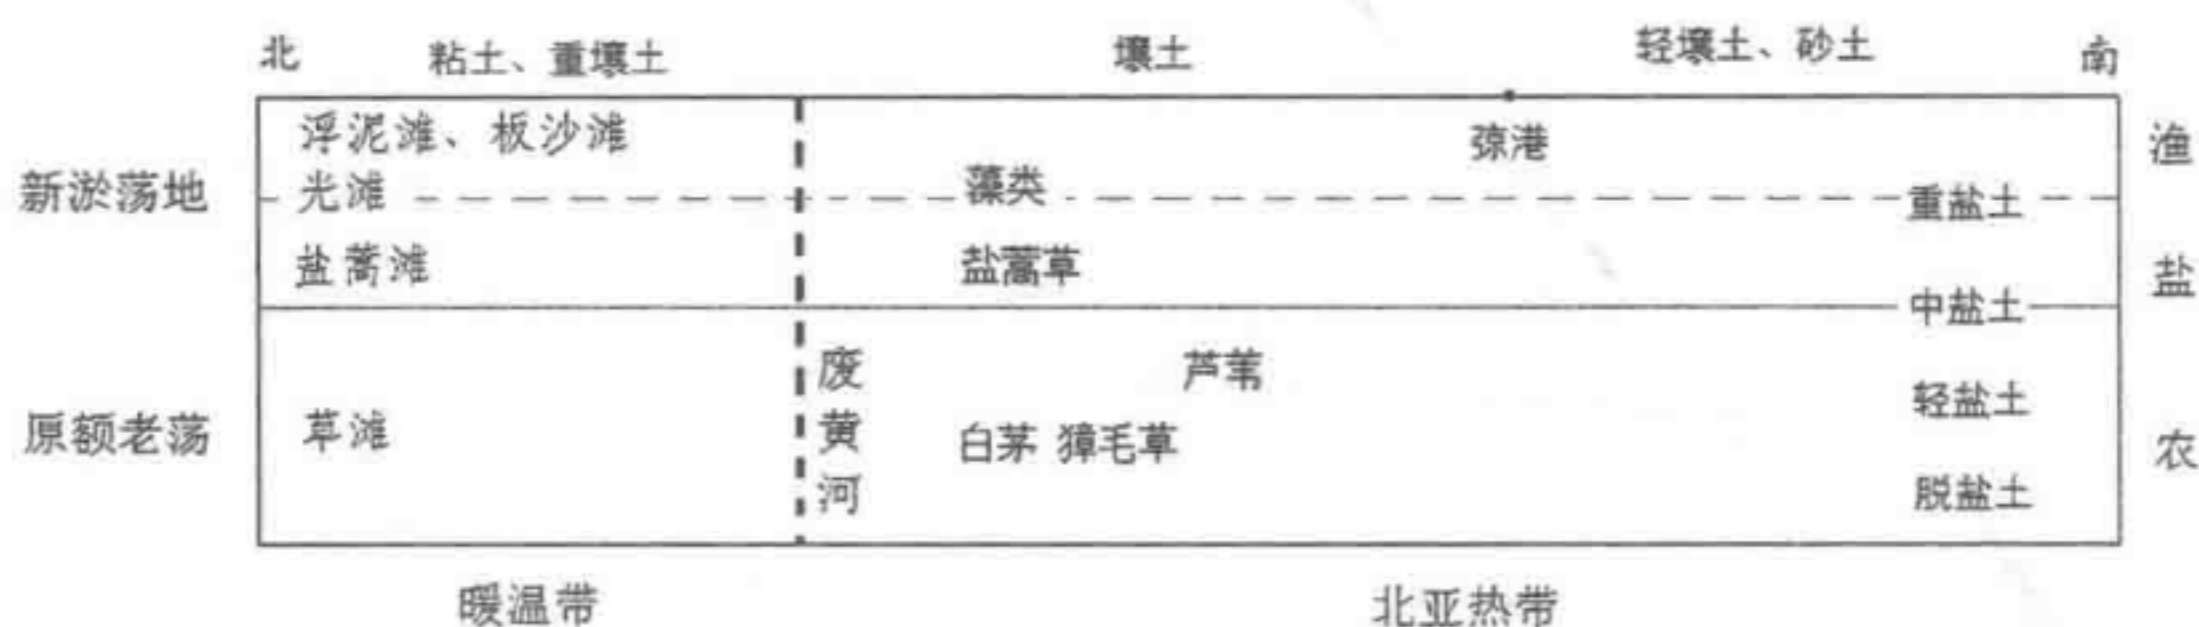 北 粘土、重壤土 壤土 轻壤土、砂土 南
浮泥滩、板沙滩 弶港 渔
新淤荡地 光滩 藻类 重盐土
盐蒿滩 盐蒿草 盐
中盐土
废 芦苇 轻盐土
原额老荡 草滩 黄 白茅 獐毛草 农
河 脱盐土
暖温带 北亚热带